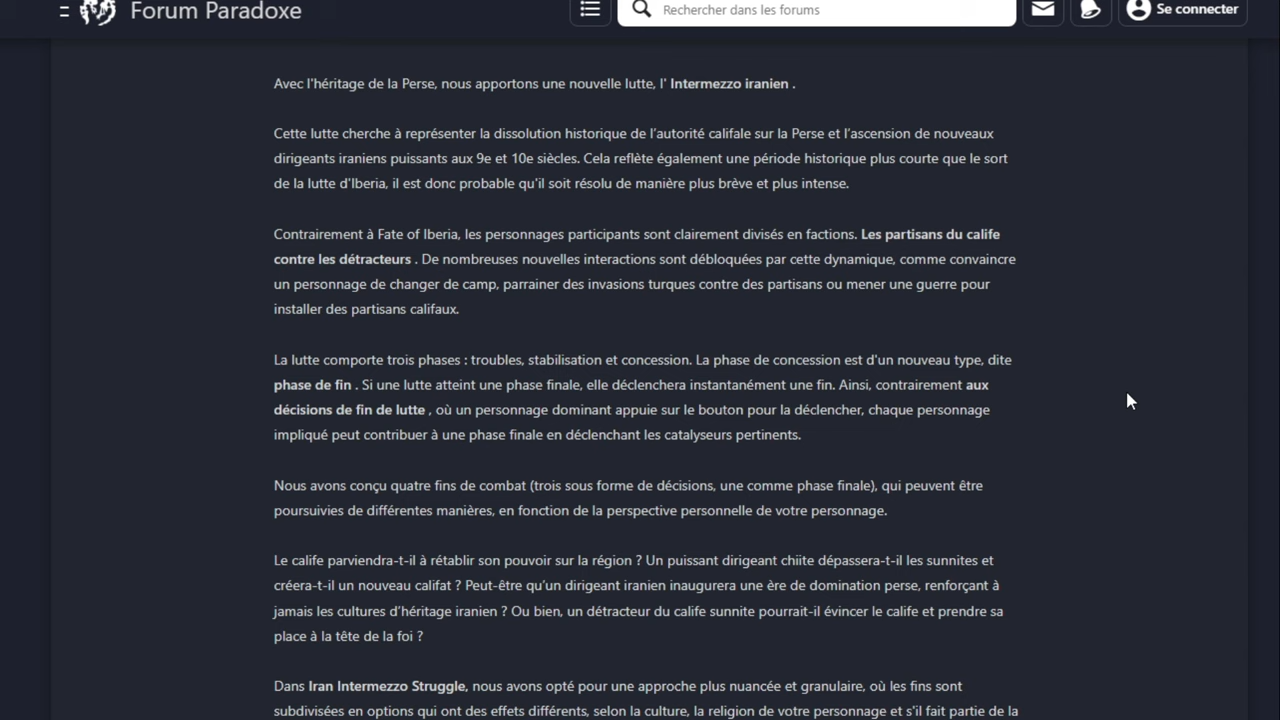 Forum Paradoxe
Rechercher dans les forums
Se connecter
Avec l'héritage de la Perse, nous apportons une nouvelle lutte, l' Intermezzo iranien .
Cette lutte cherche à représenter la dissolution historique de l'autorité califale sur la Perse et l'ascension de nouveaux
dirigeants iraniens puissants aux 9e et 10e siècles. Cela reflète également une période historique plus courte que le sort
de la lutte d'Iberia, il est donc probable qu'il soit résolu de manière plus brève et plus intense.
Contrairement à Fate of Iberia, les personnages participants sont clairement divisés en factions. Les partisans du calife
contre les détracteurs . De nombreuses nouvelles interactions sont débloquées par cette dynamique, comme convaincre
un personnage de changer de camp, parrainer des invasions turques contre des partisans ou mener une guerre pour
installer des partisans califaux.
La lutte comporte trois phases : troubles, stabilisation et concession. La phase de concession est d'un nouveau type, dite
phase de fin . Si une lutte atteint une phase finale, elle déclenchera instantanément une fin. Ainsi, contrairement aux
décisions de fin de lutte , où un personnage dominant appuie sur le bouton pour la déclencher, chaque personnage
impliqué peut contribuer à une phase finale en déclenchant les catalyseurs pertinents.
Nous avons conçu quatre fins de combat (trois sous forme de décisions, une comme phase finale), qui peuvent être
poursuivies de différentes manières, en fonction de la perspective personnelle de votre personnage.
Le calife parviendra-t-il à rétablir son pouvoir sur la région ? Un puissant dirigeant chiite dépassera-t-il les sunnites et
créera-t-il un nouveau califat ? Peut-être qu'un dirigeant iranien inaugurera une ère de domination perse, renforçant à
jamais les cultures d'héritage iranien ? Ou bien, un détracteur du calife sunnite pourrait-il évincer le calife et prendre sa
place à la tête de la foi ?
Dans Iran Intermezzo Struggle, nous avons opté pour une approche plus nuancée et granulaire, où les fins sont
subdivisées en options qui ont des effets différents, selon la culture, la religion de votre personnage et s'il fait partie de la